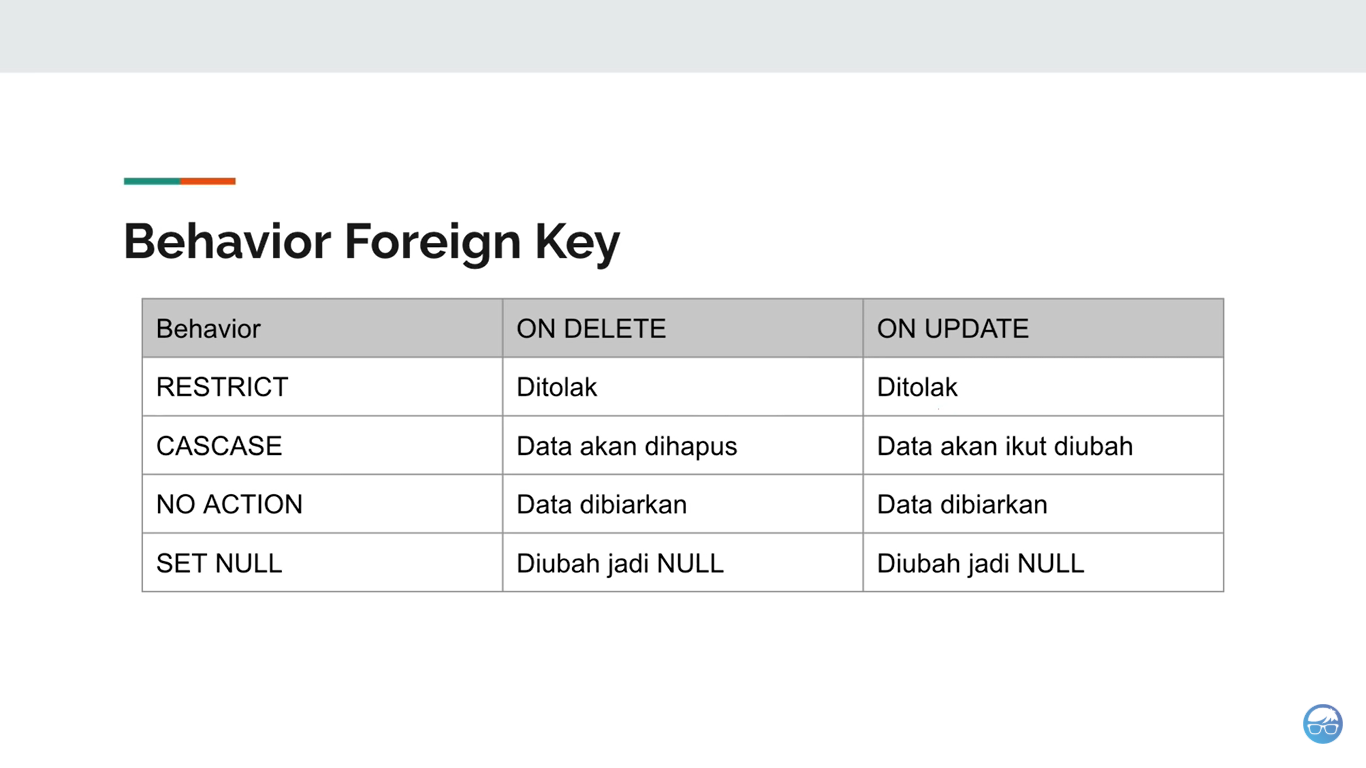 Behavior Foreign Key
Behavior ON DELETE ON UPDATE
RESTRICT Ditolak Ditolak
CASCASE Data akan dihapus Data akan ikut diubah
NO ACTION Data dibiarkan Data dibiarkan
SET NULL Diubah jadi NULL Diubah jadi NULL